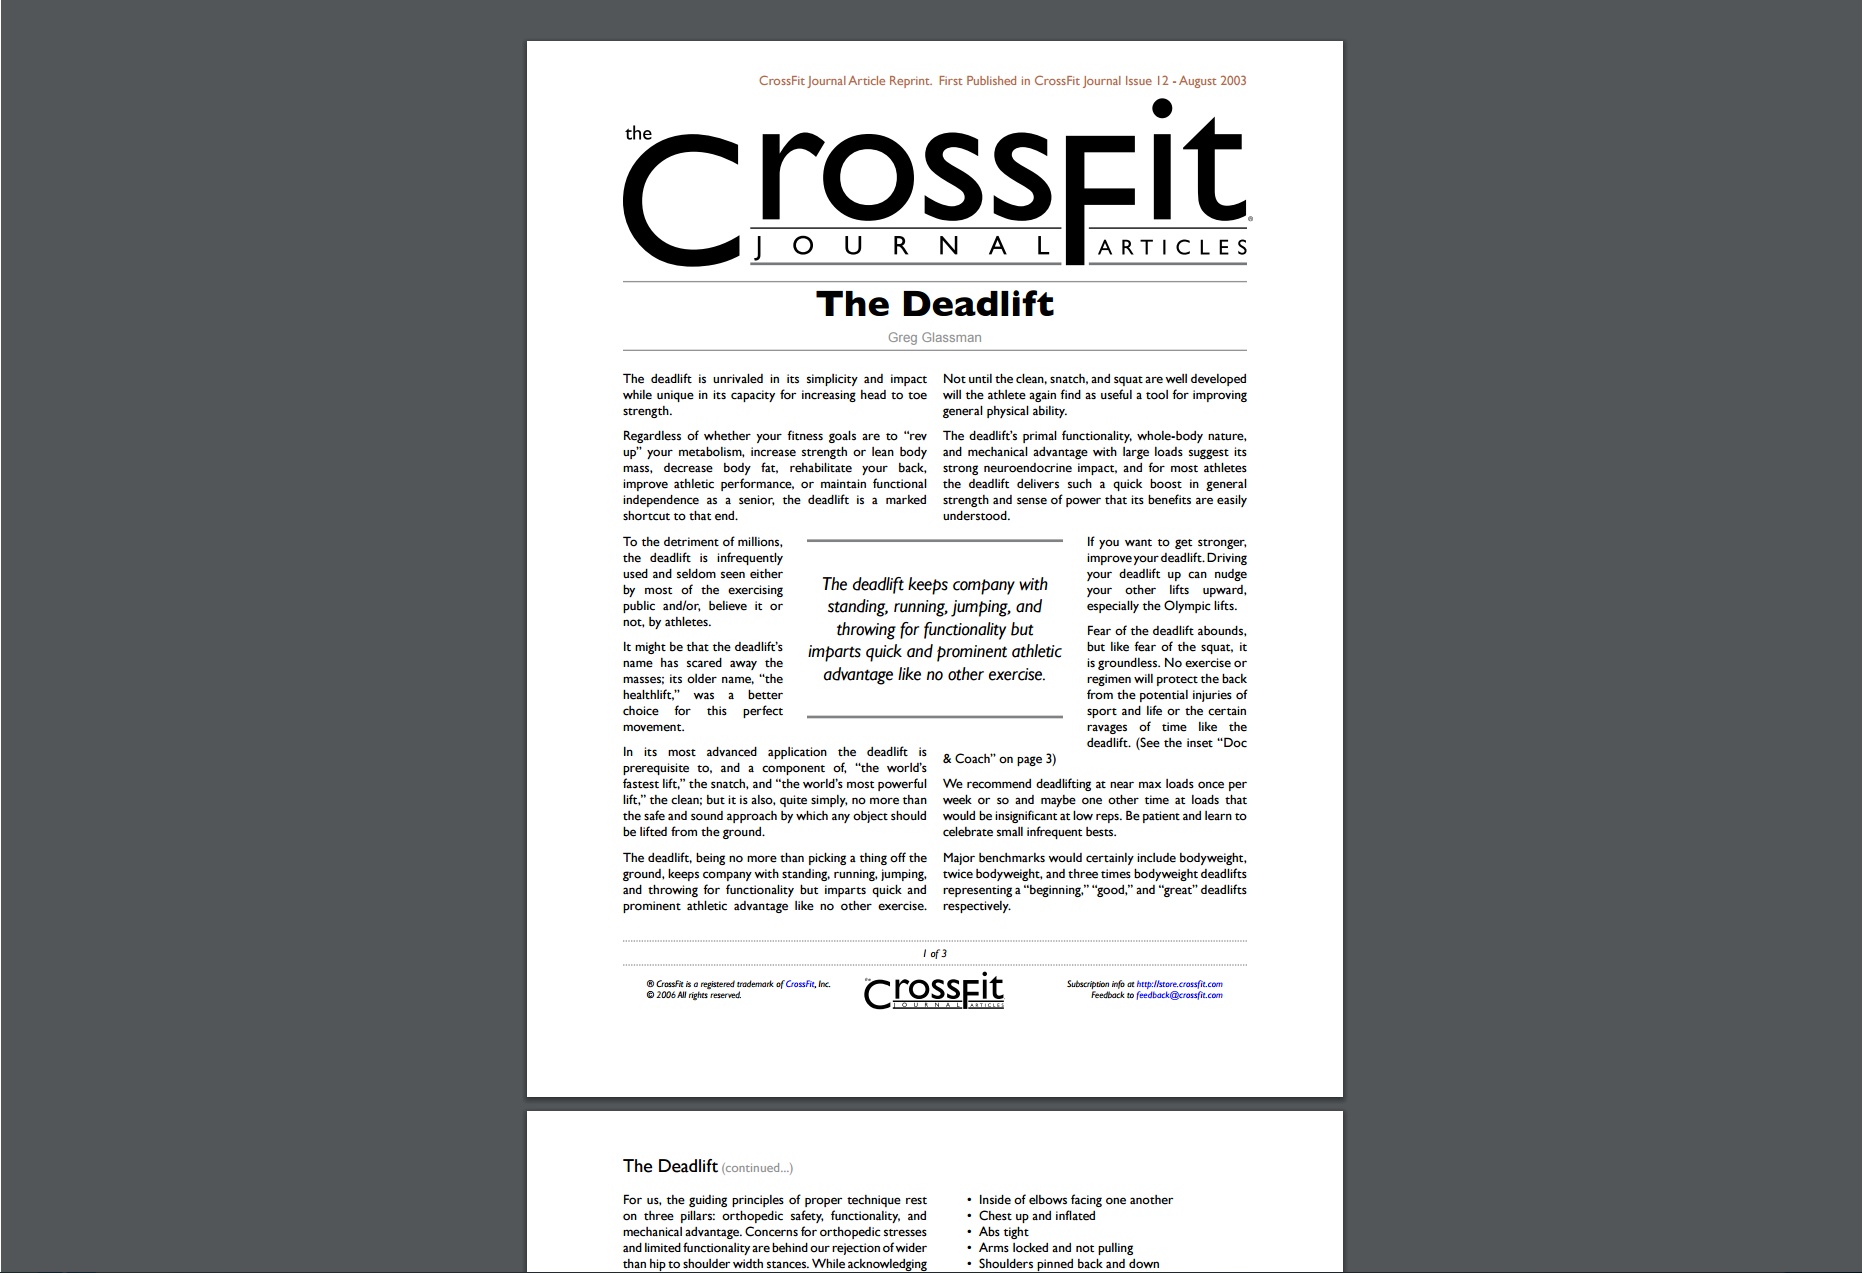 CrossFit Journal Article Reprint. First Published in CrossFit Journal Issue 12 - August 2003
the
CrossFit®
JOURNAL ARTICLES
The Deadlift
Greg Glassman
The deadlift is unrivaled in its simplicity and impact
while unique in its capacity for increasing head to toe
strength.
Regardless of whether your fitness goals are to “rev
up” your metabolism, increase strength or lean body
mass, decrease body fat, rehabilitate your back,
improve athletic performance, or maintain functional
independence as a senior, the deadlift is a marked
shortcut to that end.
To the detriment of millions,
the deadlift is infrequently
used and seldom seen either
by most of the exercising
public and/or, believe it or
not, by athletes.
It might be that the deadlift’s
name has scared away the
masses; its older name, “the
healthlift,” was a better
choice for this perfect
movement.
In its most advanced application the deadlift is
prerequisite to, and a component of, “the world’s
fastest lift,” the snatch, and “the world’s most powerful
lift,” the clean; but it is also, quite simply, no more than
the safe and sound approach by which any object should
be lifted from the ground.
The deadlift, being no more than picking a thing off the
ground, keeps company with standing, running, jumping,
and throwing for functionality but imparts quick and
prominent athletic advantage like no other exercise.
The deadlift keeps company with
standing, running, jumping, and
throwing for functionality but
imparts quick and prominent athletic
advantage like no other exercise.
Not until the clean, snatch, and squat are well developed
will the athlete again find as useful a tool for improving
general physical ability.
The deadlift’s primal functionality, whole-body nature,
and mechanical advantage with large loads suggest its
strong neuroendocrine impact, and for most athletes
the deadlift delivers such a quick boost in general
strength and sense of power that its benefits are easily
understood.
If you want to get stronger,
improve your deadlift. Driving
your deadlift up can nudge
your other lifts upward,
especially the Olympic lifts.
Fear of the deadlift abounds,
but like fear of the squat, it
is groundless. No exercise or
regimen will protect the back
from the potential injuries of
sport and life or the certain
ravages of time like the
deadlift. (See the inset “Doc
& Coach” on page 3)
We recommend deadlifting at near max loads once per
week or so and maybe one other time at loads that
would be insignificant at low reps. Be patient and learn to
celebrate small infrequent bests.
Major benchmarks would certainly include bodyweight,
twice bodyweight, and three times bodyweight deadlifts
representing a “beginning,” “good,” and “great” deadlifts
respectively.
1 of 3
® CrossFit is a registered trademark of CrossFit, Inc.
© 2006 All rights reserved.
the
CrossFit
JOURNAL ARTICLES
Subscription info at http://store.crossfit.com
Feedback to feedback@crossfit.com
The Deadlift (continued...)
For us, the guiding principles of proper technique rest
on three pillars: orthopedic safety, functionality, and
mechanical advantage. Concerns for orthopedic stresses
and limited functionality are behind our rejection of wider
than hip to shoulder width stances. While acknowledging
• Inside of elbows facing one another
• Chest up and inflated
• Abs tight
• Arms locked and not pulling
• Shoulders pinned back and down